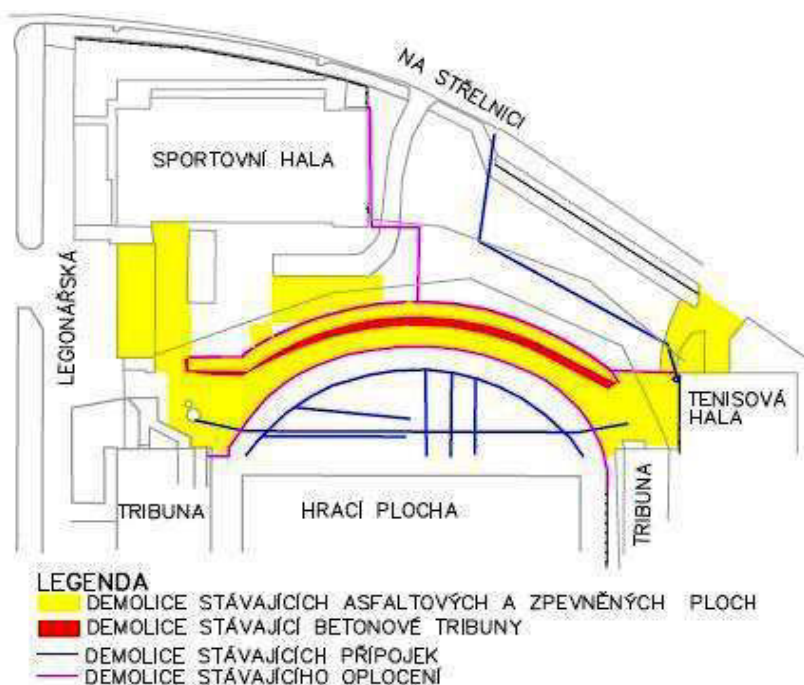 NA STŘELNICI
SPORTOVNÍ HALA
LEGIONÁŘSKÁ
TENISOVÁ
HALA
TRIBUNA
HRACÍ PLOCHA
TRIBUNA
LEGENDA
DEMOLICE STÁVAJÍCÍCH ASFALTOVÝCH A ZPEVNĚNÝCH PLOCH
DEMOLICE STÁVAJÍCÍ BETONOVÉ TRIBUNY
DEMOLICE STÁVAJÍCÍCH PŘÍPOJEK
DEMOLICE STÁVAJÍCÍHO OPLOCENÍ